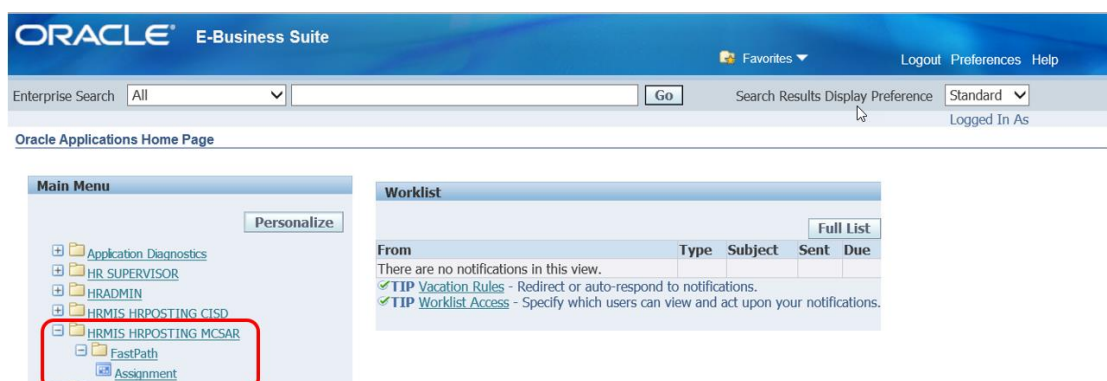 ORACLE® E-Business Suite
Favorites Logout Preferences Help
Enterprise Search All Go Search Results Display Preference Standard
Logged In As
Oracle Applications Home Page
Main Menu
Personalize
Application Diagnostics
HR SUPERVISOR
HRADMIN
HRMIS HRPOSTING CISD
HRMIS HRPOSTING MCSAR
FastPath
Assignment
Worklist
Full List
From Type Subject Sent Due
There are no notifications in this view.
TIP Vacation Rules - Redirect or auto-respond to notifications.
TIP Worklist Access - Specify which users can view and act upon your notifications.